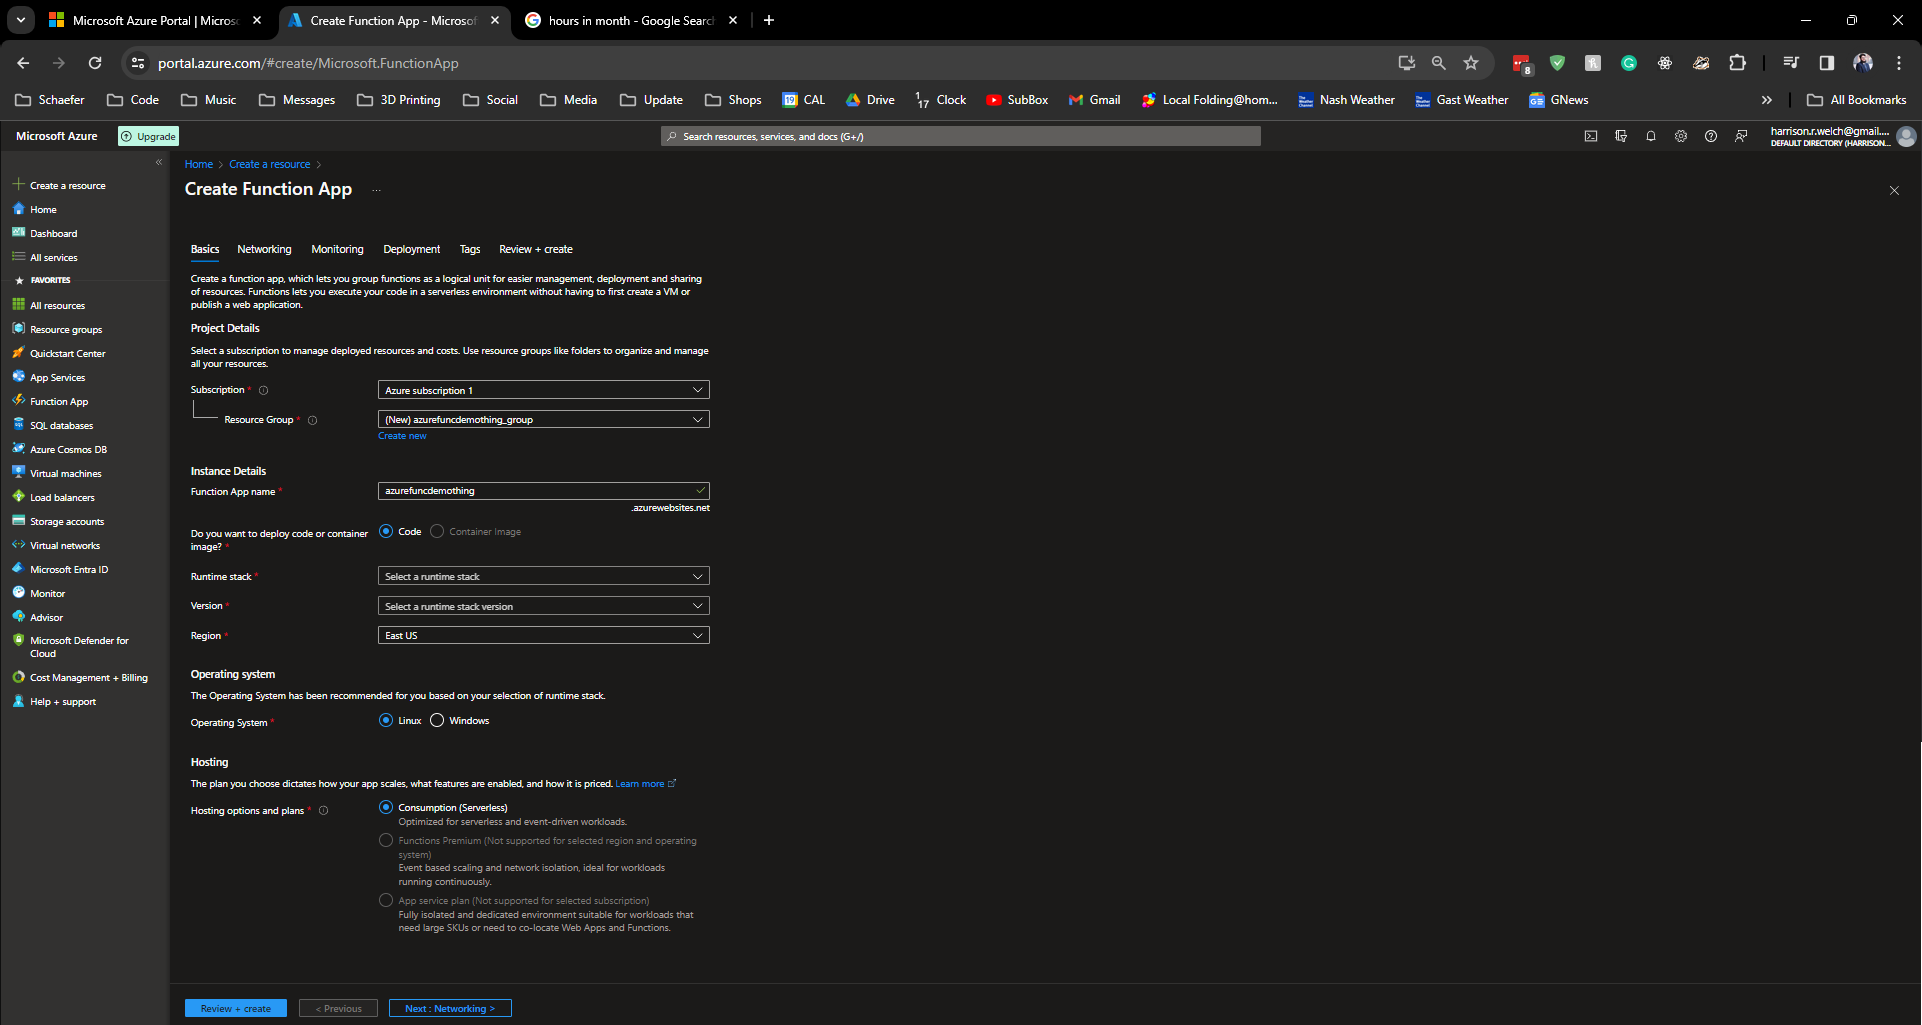 Microsoft Azure Portal | Micros
Create Function App - Microsof
hours in month - Google Search
portal.azure.com/#create/Microsoft.FunctionApp
8
Schaefer
Code
Music
Messages
3D Printing
Social
Media
Update
Shops
19
CAL
Drive
1
17
Clock
SubBox
Gmail
Local Folding@hom...
Nash Weather
Gast Weather
GNews
All Bookmarks
Microsoft Azure
Upgrade
Search resources, services, and docs (G+/)
harrison.r.welch@gmail....
DEFAULT DIRECTORY (HARRISON...
Create a resource
Home
Dashboard
All services
FAVORITES
All resources
Resource groups
Quickstart Center
App Services
Function App
SQL databases
Azure Cosmos DB
Virtual machines
Load balancers
Storage accounts
Virtual networks
Microsoft Entra ID
Monitor
Advisor
Microsoft Defender for
Cloud
Cost Management + Billing
Help + support
Home > Create a resource >
Create Function App ...
Basics
Networking
Monitoring
Deployment
Tags
Review + create
Create a function app, which lets you group functions as a logical unit for easier management, deployment and sharing
of resources. Functions lets you execute your code in a serverless environment without having to first create a VM or
publish a web application.
Project Details
Select a subscription to manage deployed resources and costs. Use resource groups like folders to organize and manage
all your resources.
Subscription *
Azure subscription 1
Resource Group *
(New) azurefuncdemothing_group
Create new
Instance Details
Function App name *
azurefuncdemothing
.azurewebsites.net
Do you want to deploy code or container
image? *
Code
Container Image
Runtime stack *
Select a runtime stack
Version *
Select a runtime stack version
Region *
East US
Operating system
The Operating System has been recommended for you based on your selection of runtime stack.
Operating System *
Linux
Windows
Hosting
The plan you choose dictates how your app scales, what features are enabled, and how it is priced. Learn more
Hosting options and plans *
Consumption (Serverless)
Optimized for serverless and event-driven workloads.
Functions Premium (Not supported for selected region and operating
system)
Event based scaling and network isolation, ideal for workloads
running continuously.
App service plan (Not supported for selected subscription)
Fully isolated and dedicated environment suitable for workloads that
need large SKUs or need to co-locate Web Apps and Functions.
Review + create
< Previous
Next : Networking >